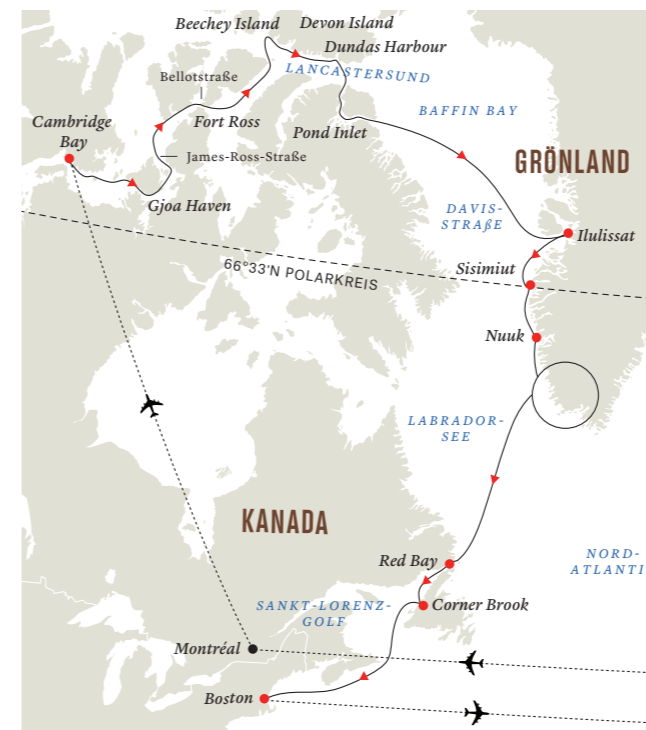 Beechey Island
Devon Island
Dundas Harbour
LANCASTERSUND
Bellotstraße
BAFFIN BAY
Cambridge
Bay
Fort Ross
Pond Inlet
James-Ross-Straße
GRÖNLAND
Gjoa Haven
DAVIS-
STRAßE
Ilulissat
66°33'N POLARKREIS
Sisimiut
Nuuk
LABRADOR-
SEE
KANADA
Red Bay
NORD-
ATLANTI
SANKT-LORENZ-
GOLF
Corner Brook
Montréal
Boston